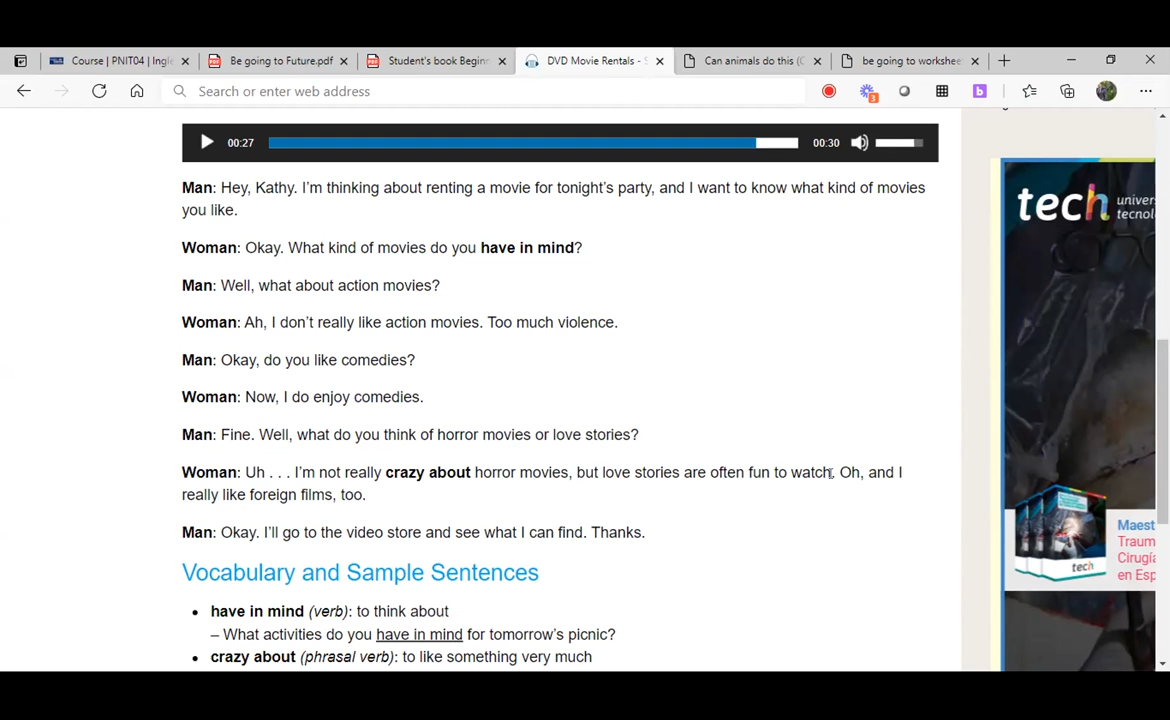 Course | PNIT04 | Ingle
Be going to Future.pdf
Student's book Beginn
DVD Movie Rentals - S
Can animals do this (C
be going to workshee
Search or enter web address
3
b
00:27
00:30
Man: Hey, Kathy. I'm thinking about renting a movie for tonight's party, and I want to know what kind of movies
you like.
Woman: Okay. What kind of movies do you have in mind?
Man: Well, what about action movies?
Woman: Ah, I don't really like action movies. Too much violence.
Man: Okay, do you like comedies?
Woman: Now, I do enjoy comedies.
Man: Fine. Well, what do you think of horror movies or love stories?
Woman: Uh . . . I'm not really crazy about horror movies, but love stories are often fun to watch. Oh, and I
really like foreign films, too.
Man: Okay. I'll go to the video store and see what I can find. Thanks.
Vocabulary and Sample Sentences
• have in mind (verb): to think about
– What activities do you have in mind for tomorrow's picnic?
• crazy about (phrasal verb): to like something very much
tech
univers
tecnolo
Maest
Traum
Cirugía
en Esp
tech